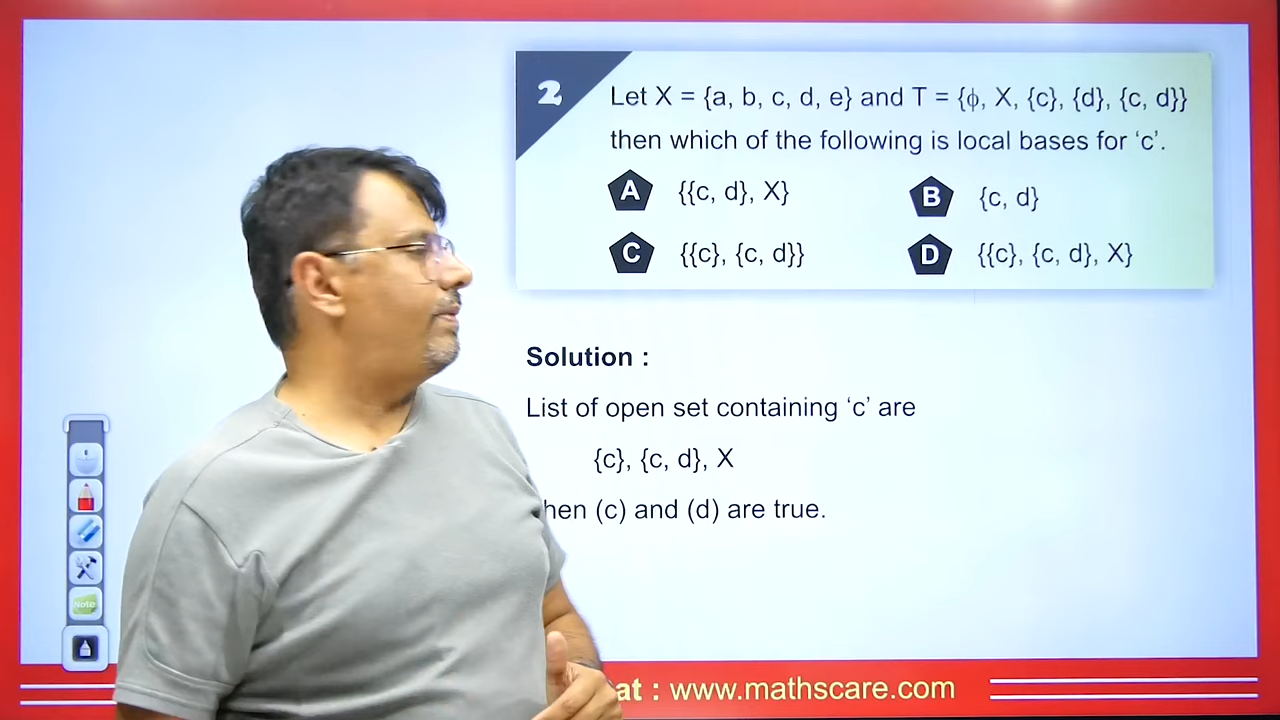 2
Let X = {a, b, c, d, e} and T = {ϕ, X, {c}, {d}, {c, d}}
then which of the following is local bases for ‘c’.
A {{c, d}, X} B {c, d}
C {{c}, {c, d}} D {{c}, {c, d}, X}
Solution :
List of open set containing ‘c’ are
{c}, {c, d}, X
(c) and (d) are true.
Note
at : www.mathscare.com